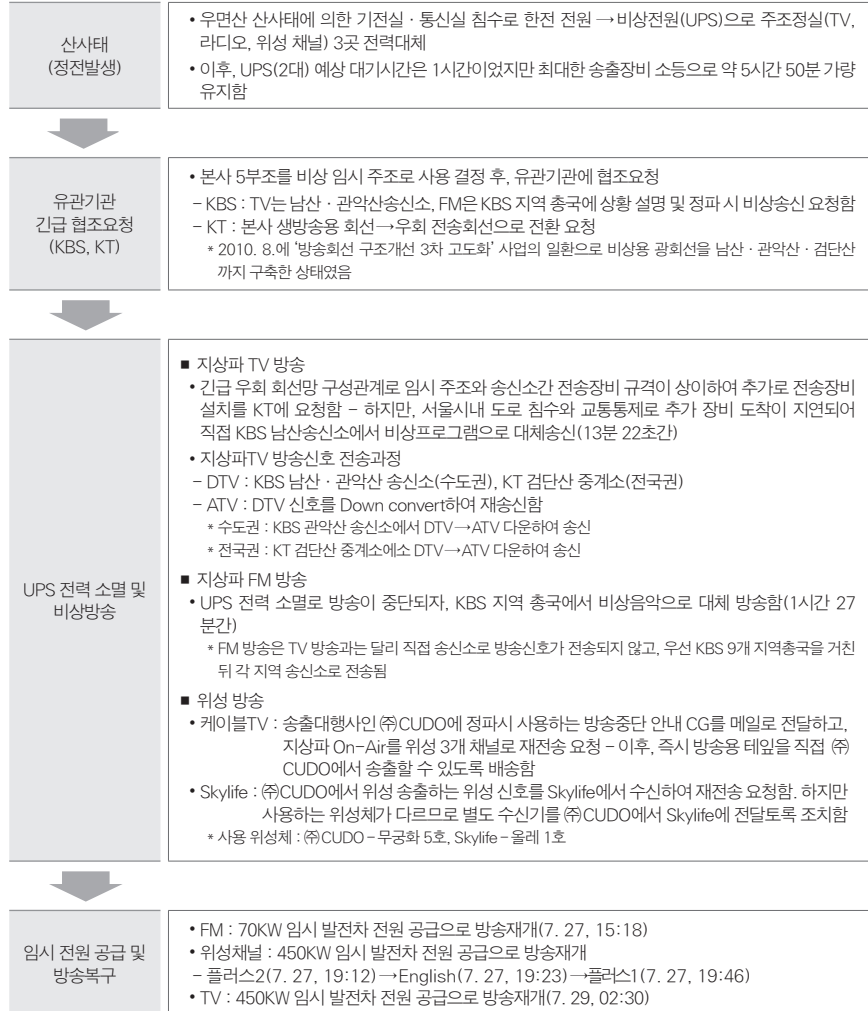 산사태
(정전발생)
• 우면산 산사태에 의한 기전실 · 통신실 침수로 한전 전원 → 비상전원(UPS)으로 주조정실(TV,
라디오, 위성 채널) 3곳 전력대체
• 이후, UPS(2대) 예상 대기시간은 1시간이었지만 최대한 송출장비 소등으로 약 5시간 50분 가량
유지함
유관기관
긴급 협조요청
(KBS, KT)
• 본사 5부조를 비상 임시 주조로 사용 결정 후, 유관기관에 협조요청
– KBS : TV는 남산 · 관악산송신소, FM은 KBS 지역 총국에 상황 설명 및 정파 시 비상송신 요청함
– KT : 본사 생방송용 회선→우회 전송회선으로 전환 요청
* 2010. 8.에 ‘방송회선 구조개선 3차 고도화’ 사업의 일환으로 비상용 광회선을 남산 · 관악산 · 검단산
까지 구축한 상태였음
UPS 전력 소멸 및
비상방송
■ 지상파 TV 방송
• 긴급 우회 회선망 구성관계로 임시 주조와 송신소간 전송장비 규격이 상이하여 추가로 전송장비
설치를 KT에 요청함 – 하지만, 서울시내 도로 침수와 교통통제로 추가 장비 도착이 지연되어
직접 KBS 남산송신소에서 비상프로그램으로 대체송신(13분 22초간)
• 지상파TV 방송신호 전송과정
– DTV : KBS 남산 · 관악산 송신소(수도권), KT 검단산 중계소(전국권)
– ATV : DTV 신호를 Down convert하여 재송신함
* 수도권 : KBS 관악산 송신소에서 DTV→ATV 다운하여 송신
* 전국권 : KT 검단산 중계소에소 DTV→ATV 다운하여 송신
■ 지상파 FM 방송
• UPS 전력 소멸로 방송이 중단되자, KBS 지역 총국에서 비상음악으로 대체 방송함(1시간 27
분간)
* FM 방송은 TV 방송과는 달리 직접 송신소로 방송신호가 전송되지 않고, 우선 KBS 9개 지역총국을 거친
뒤 각 지역 송신소로 전송됨
■ 위성 방송
• 케이블TV : 송출대행사인 ㈜CUDO에 정파시 사용하는 방송중단 안내 CG를 메일로 전달하고,
지상파 On-Air를 위성 3개 채널로 재전송 요청 – 이후, 즉시 방송용 테잎을 직접 ㈜
CUDO에서 송출할 수 있도록 배송함
• Skylife : ㈜CUDO에서 위성 송출하는 위성 신호를 Skylife에서 수신하여 재전송 요청함. 하지만
사용하는 위성체가 다르므로 별도 수신기를 ㈜CUDO에서 Skylife에 전달토록 조치함
* 사용 위성체 : ㈜CUDO – 무궁화 5호, Skylife – 올레 1호
임시 전원 공급 및
방송복구
• FM : 70KW 임시 발전차 전원 공급으로 방송재개(7. 27, 15:18)
• 위성채널 : 450KW 임시 발전차 전원 공급으로 방송재개
– 플러스2(7. 27, 19:12)→English(7. 27, 19:23)→플러스1(7. 27, 19:46)
• TV : 450KW 임시 발전차 전원 공급으로 방송재개(7. 29, 02:30)